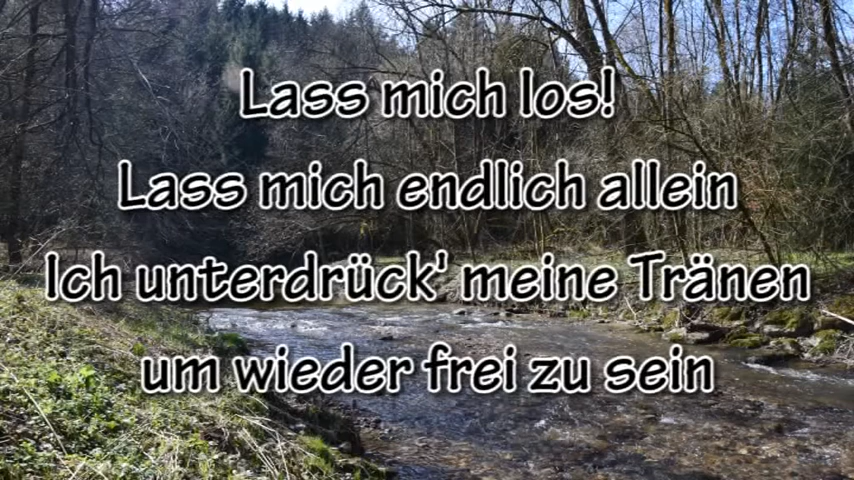 Lass mich los!
Lass mich endlich allein
Ich unterdrück' meine Tränen
um wieder frei zu sein